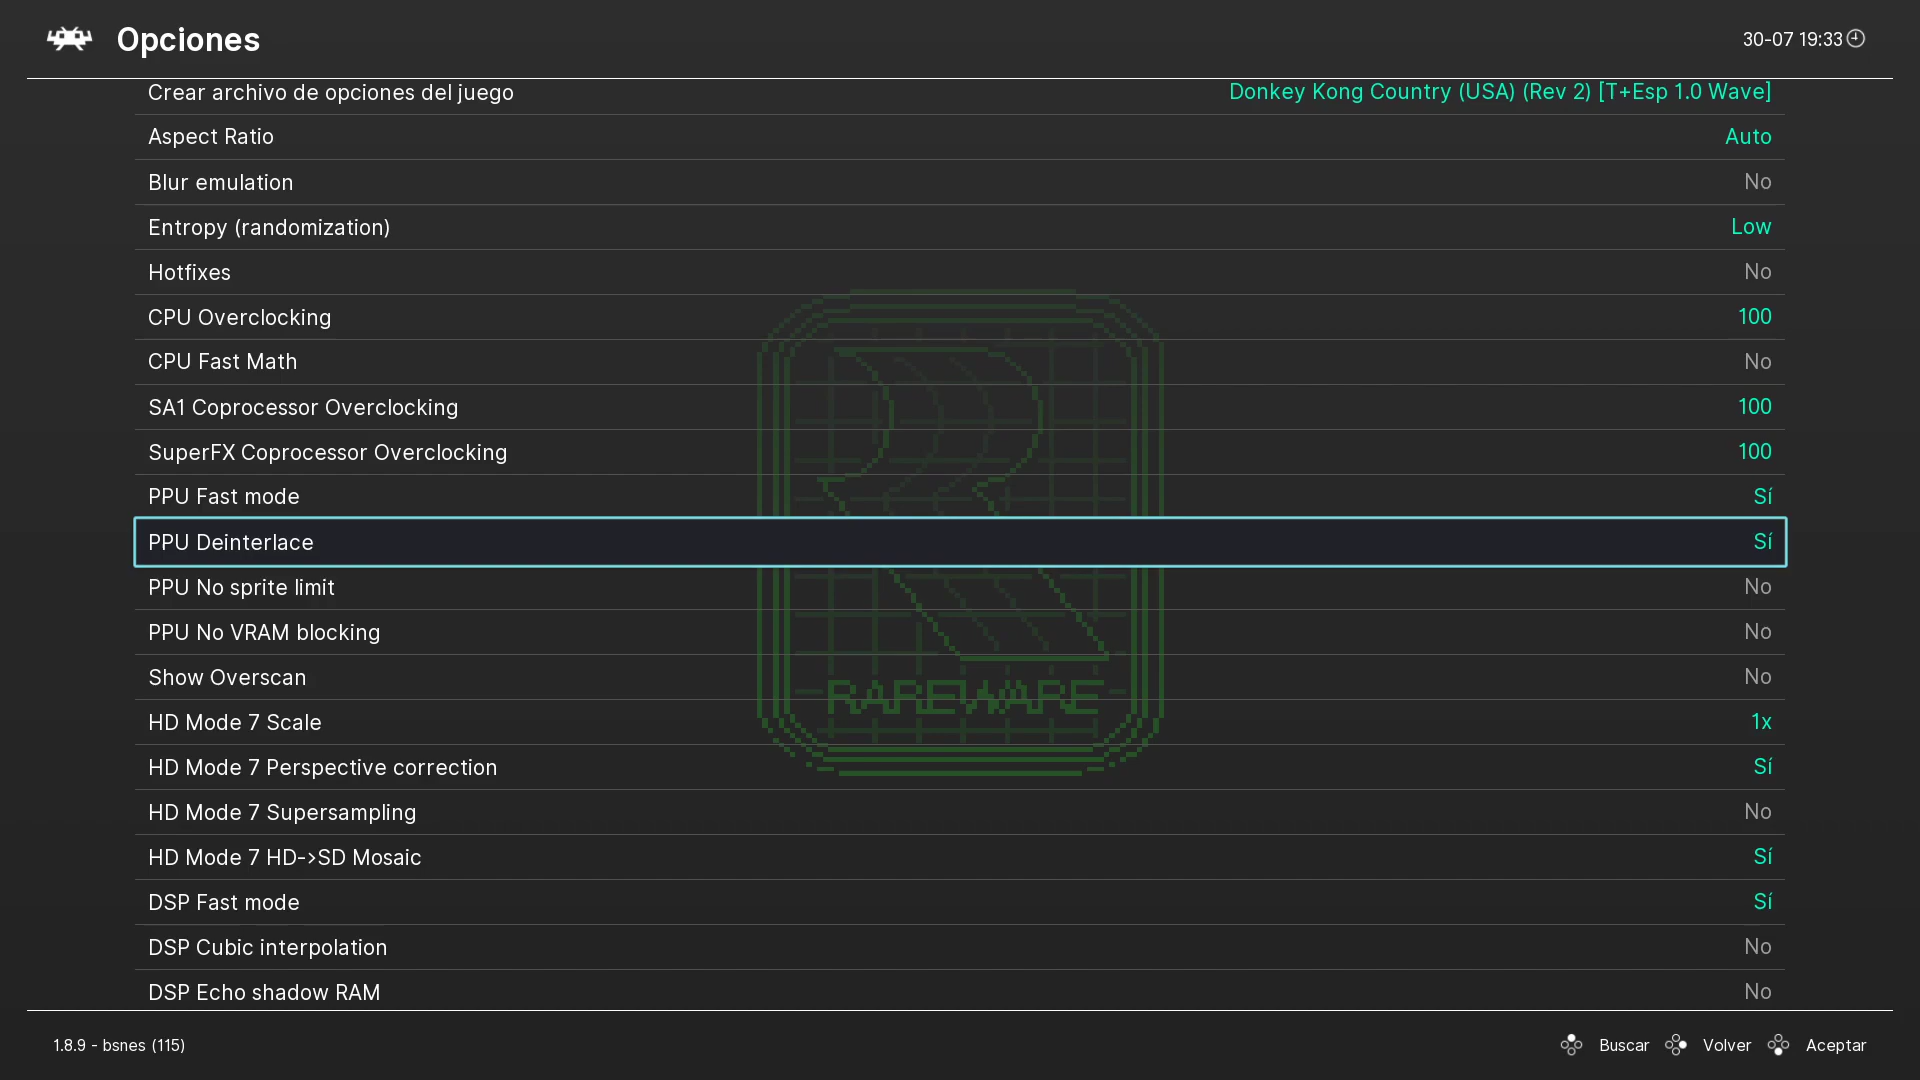 Opciones
30-07 19:33
Crear archivo de opciones del juego Donkey Kong Country (USA) (Rev 2) [T+Esp 1.0 Wave]
Aspect Ratio Auto
Blur emulation No
Entropy (randomization) Low
Hotfixes No
CPU Overclocking 100
CPU Fast Math No
SA1 Coprocessor Overclocking 100
SuperFX Coprocessor Overclocking 100
PPU Fast mode Sí
PPU Deinterlace Sí
PPU No sprite limit No
PPU No VRAM blocking No
Show Overscan No
RAREWARE
HD Mode 7 Scale 1x
HD Mode 7 Perspective correction Sí
HD Mode 7 Supersampling No
HD Mode 7 HD->SD Mosaic Sí
DSP Fast mode Sí
DSP Cubic interpolation No
DSP Echo shadow RAM No
1.8.9 - bsnes (115)
Buscar Volver Aceptar